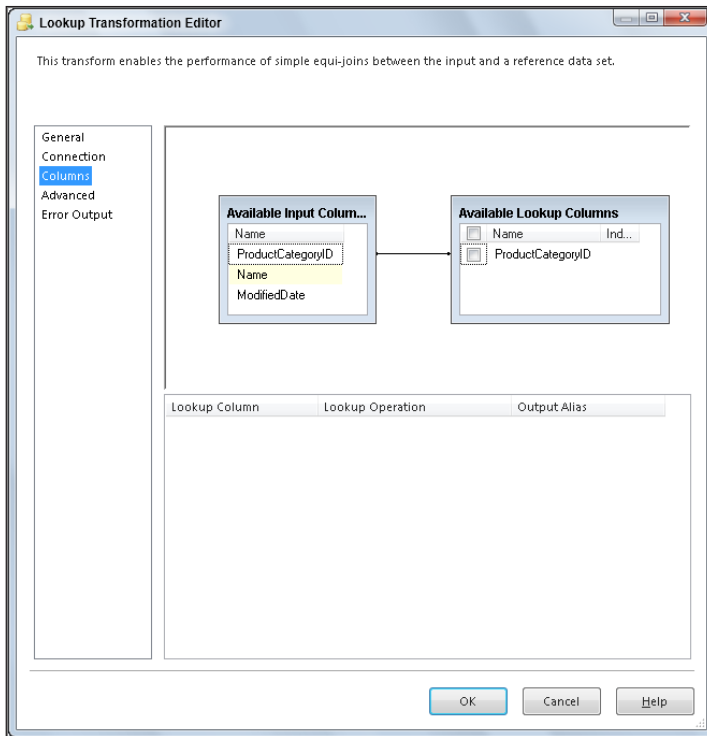 Lookup Transformation Editor
This transform enables the performance of simple equi-joins between the input and a reference data set.
General
Connection
Columns
Advanced
Error Output
Available Input Colum...
Name
ProductCategoryID
Name
ModifiedDate
Available Lookup Columns
Name Ind...
ProductCategoryID
Lookup Column Lookup Operation Output Alias
OK Cancel Help